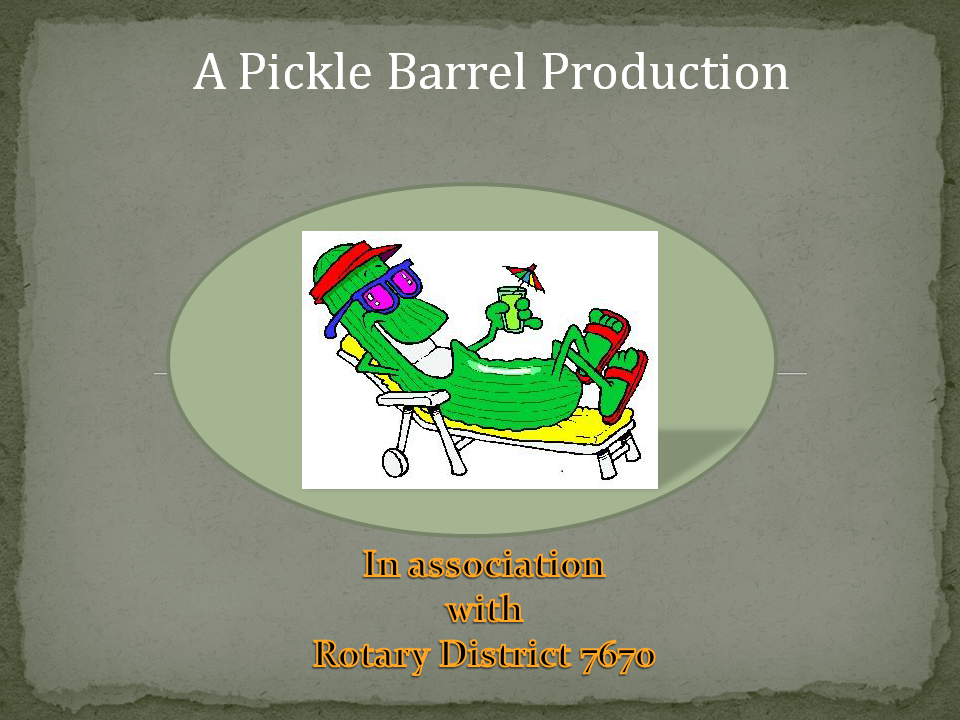 A Pickle Barrel Production
In association
with
Rotary District 7670